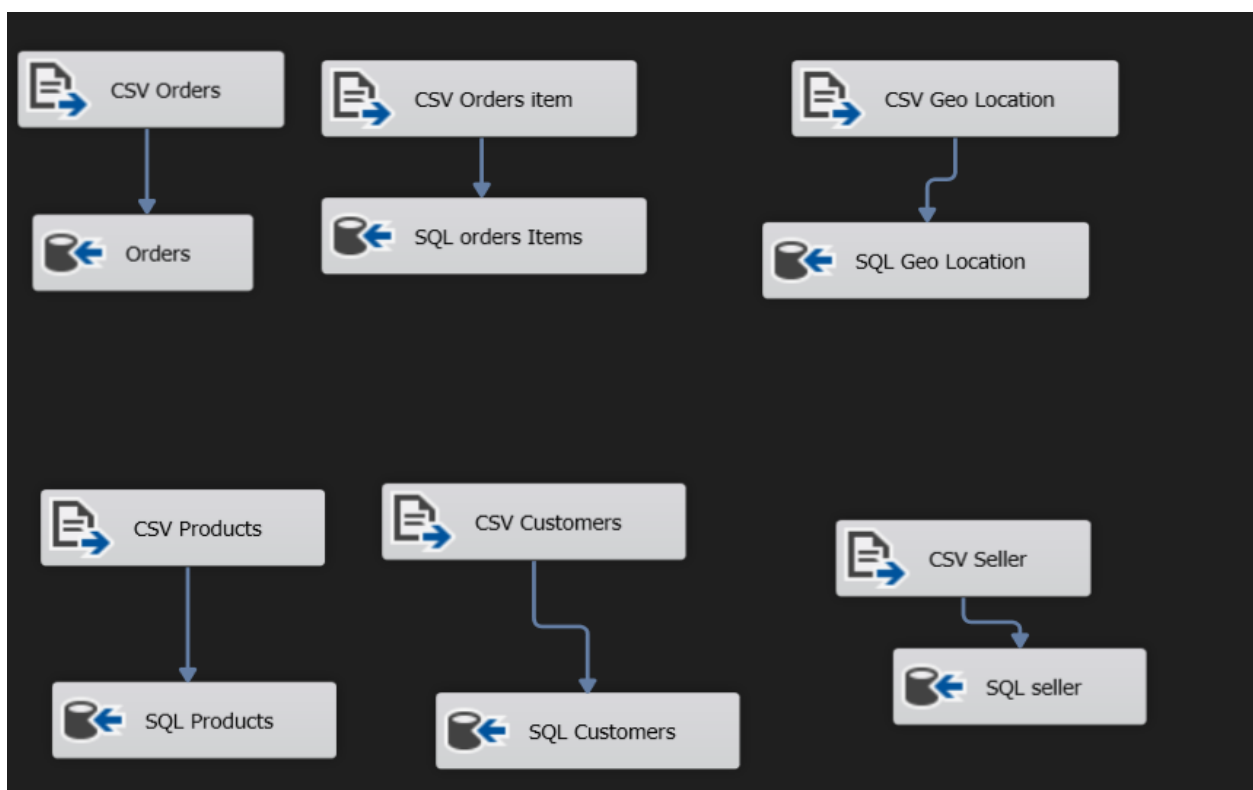 CSV Orders
CSV Orders item
CSV Geo Location
Orders
SQL orders Items
SQL Geo Location
CSV Products
CSV Customers
CSV Seller
SQL Products
SQL Customers
SQL seller